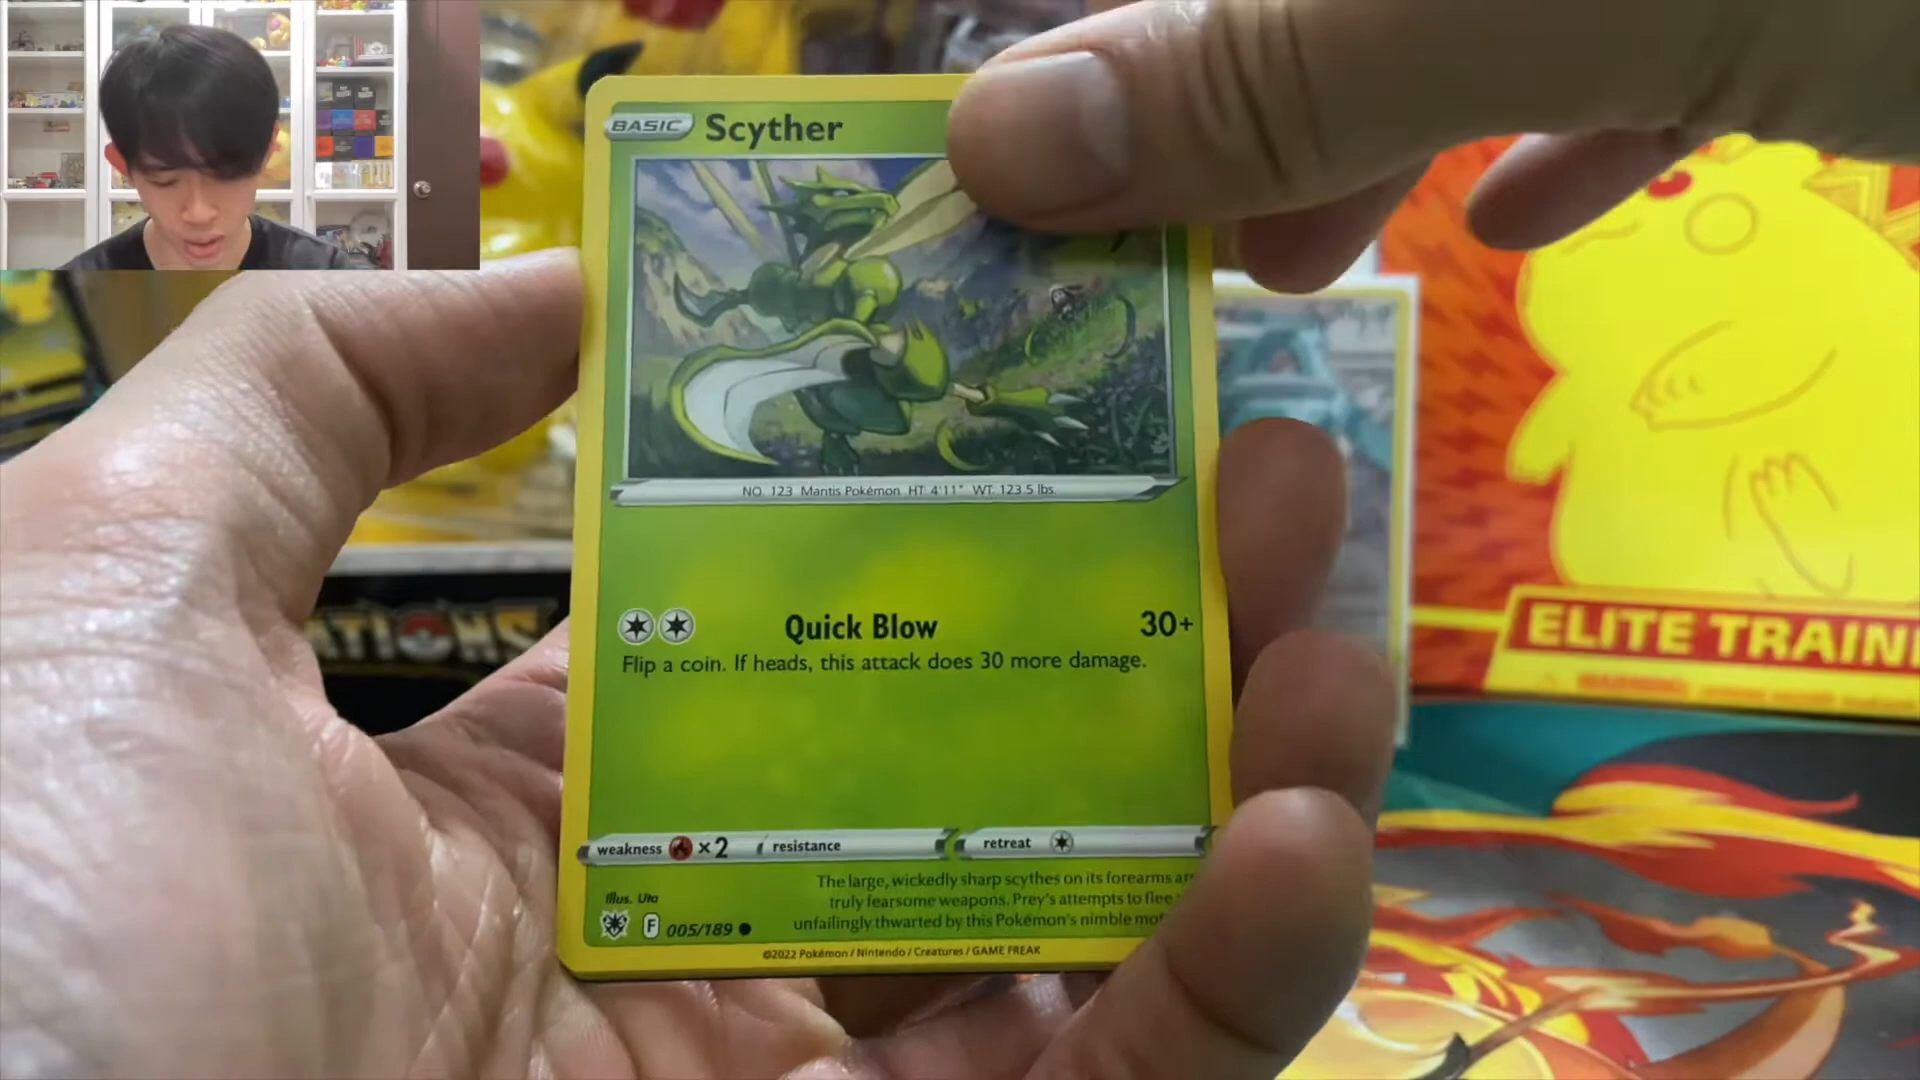 BASIC Scyther
NO. 123 Mantis Pokémon HT: 4'11" WT: 123.5 lbs.
Quick Blow 30+
Flip a coin. If heads, this attack does 30 more damage.
weakness ×2 resistance retreat
The large, wickedly sharp scythes on its forearms
truly fearsome weapons. Prey's attempts to flee
unfailingly thwarted by this Pokémon's nimble
Illus. Uta
F 005/189
©2022 Pokémon / Nintendo / Creatures / GAME FREAK
ELITE
WARNING: